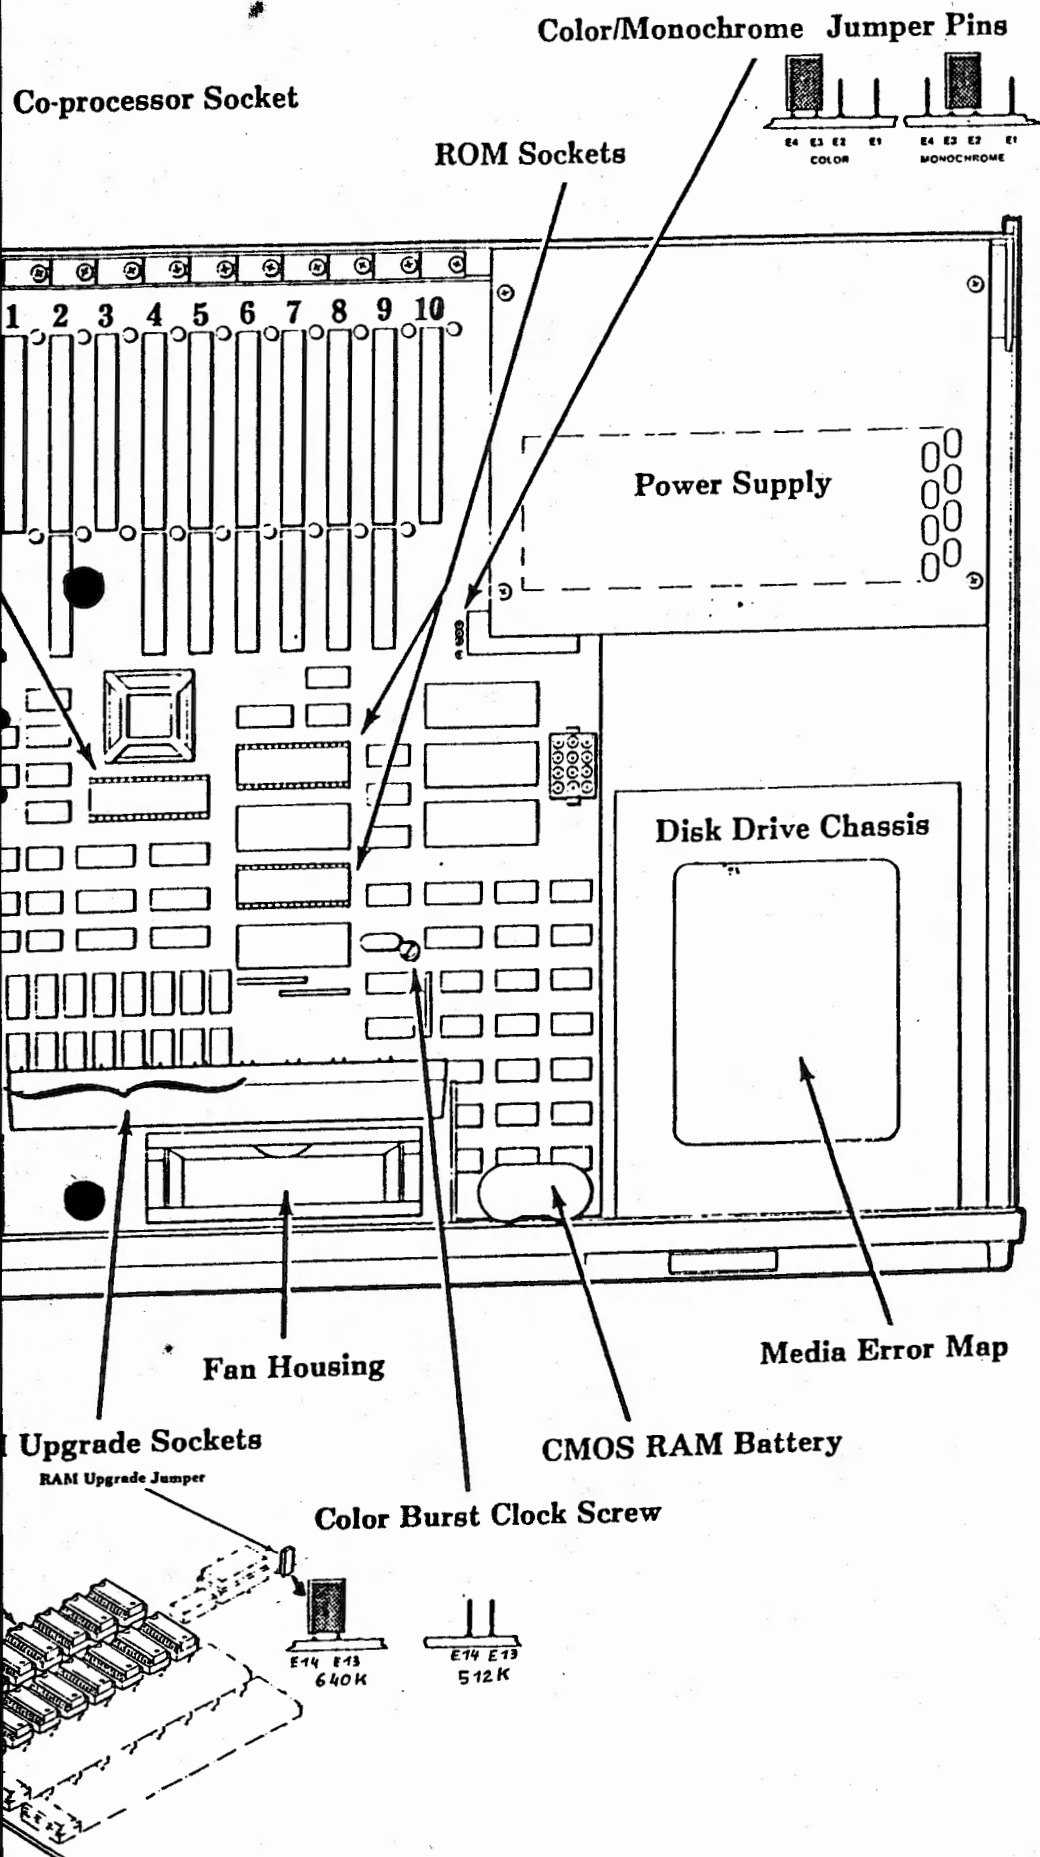 Color/Monochrome Jumper Pins
Co-processor Socket
E4 E3 E2 E1
COLOR
E4 E3 E2 E1
MONOCHROME
ROM Sockets
1 2 3 4 5 6 7 8 9 10
Power Supply
Disk Drive Chassis
Media Error Map
Fan Housing
Upgrade Sockets
CMOS RAM Battery
RAM Upgrade Jumper
Color Burst Clock Screw
E14 E13
640K
E14 E13
512K